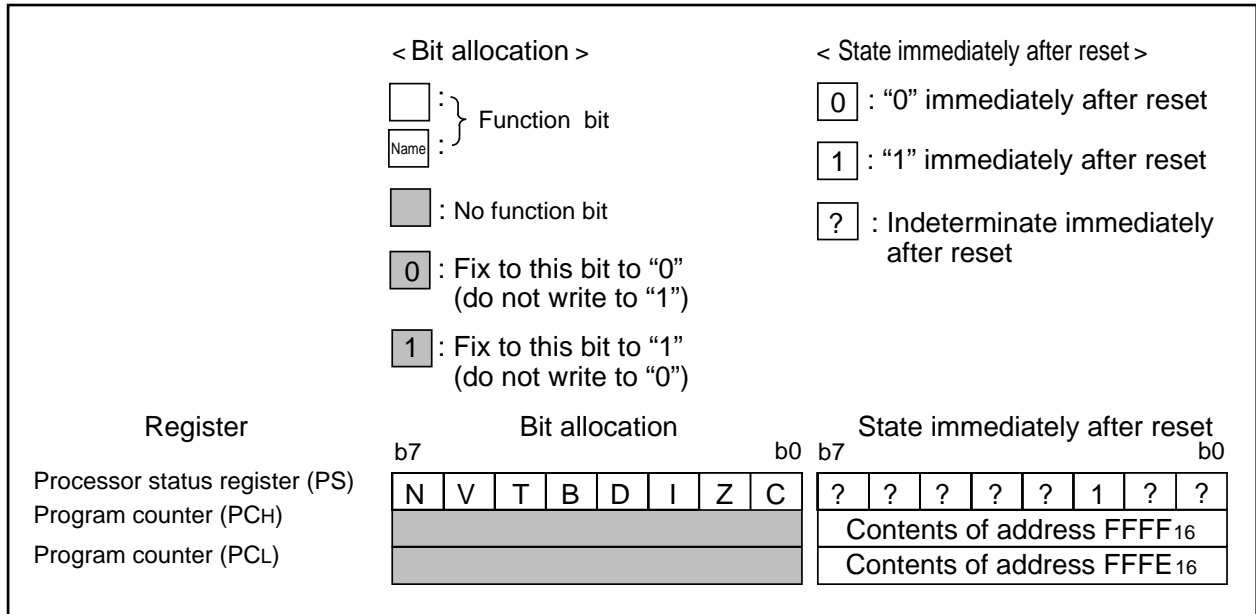 < Bit allocation >
:
Name :
Function bit
: No function bit
0 : Fix to this bit to “0”
(do not write to “1”)
1 : Fix to this bit to “1”
(do not write to “0”)
< State immediately after reset >
0 : “0” immediately after reset
1 : “1” immediately after reset
? : Indeterminate immediately
after reset
Register Bit allocation State immediately after reset
b7 b0 b7 b0
Processor status register (PS) N V T B D I Z C ? ? ? ? ? 1 ? ?
Program counter (PCH) Contents of address FFFF16
Program counter (PCL) Contents of address FFFE16